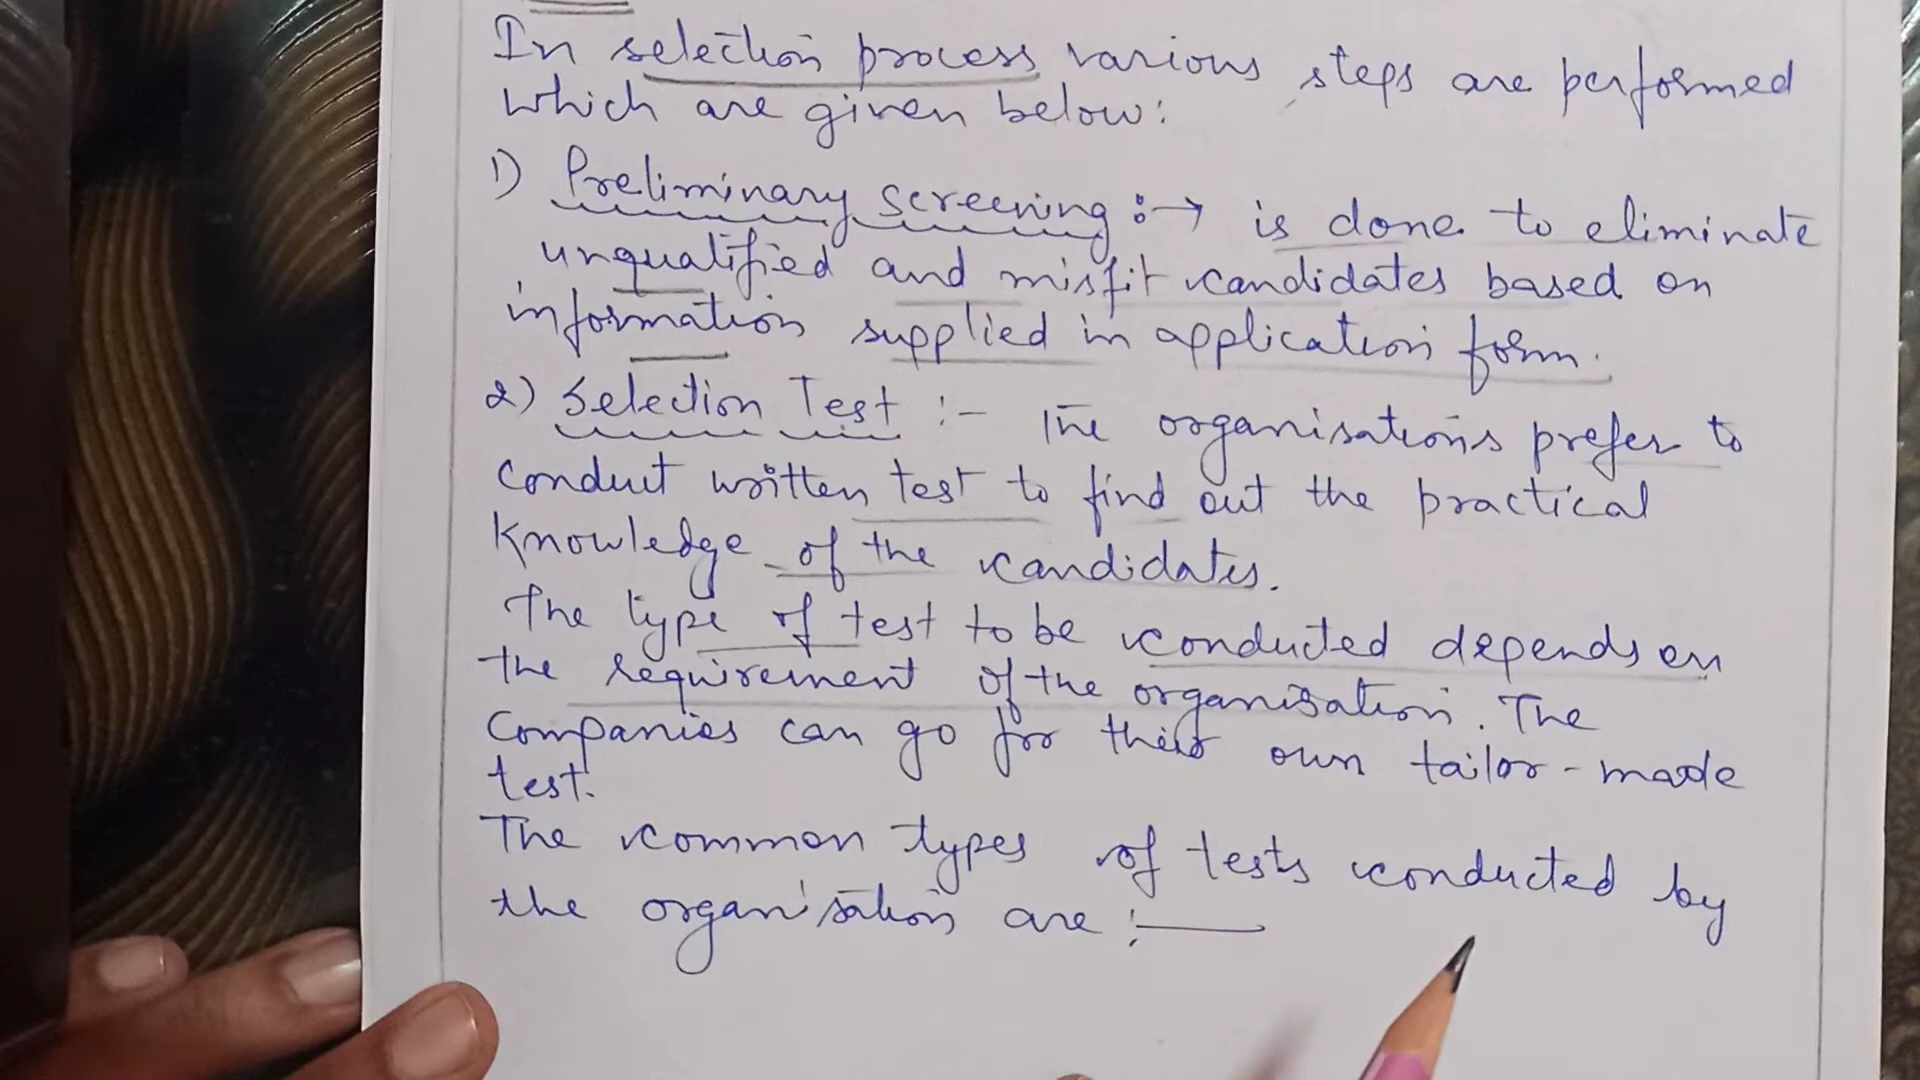 In selection process various steps are performed
which are given below:
1) Preliminary screening :→ is done to eliminate
unqualified and misfit candidates based on
information supplied in application form.
2) Selection Test :- The organisations prefer to
conduct written test to find out the practical
knowledge of the candidates.
The type of test to be conducted depends on
the requirement of the organisation. The
Companies can go for their own tailor-made
test.
The common types of tests conducted by
the organisation are :—